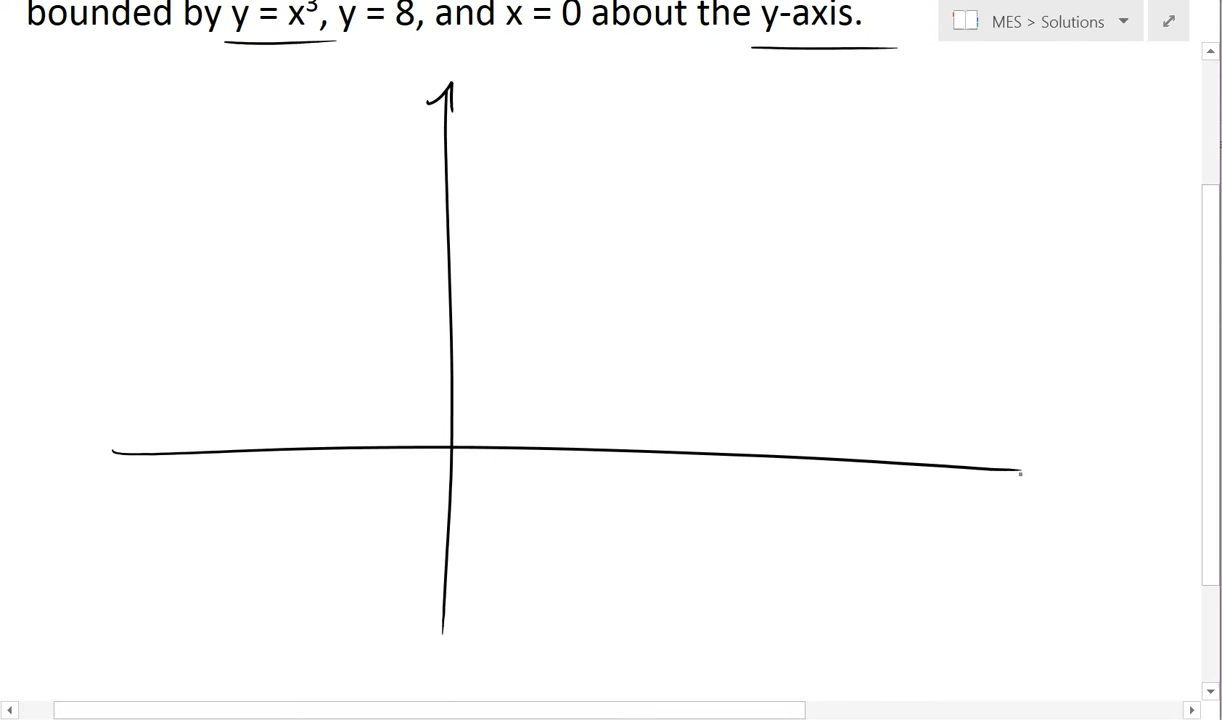 bounded by y = x³, y = 8, and x = 0 about the y-axis.
MES > Solutions